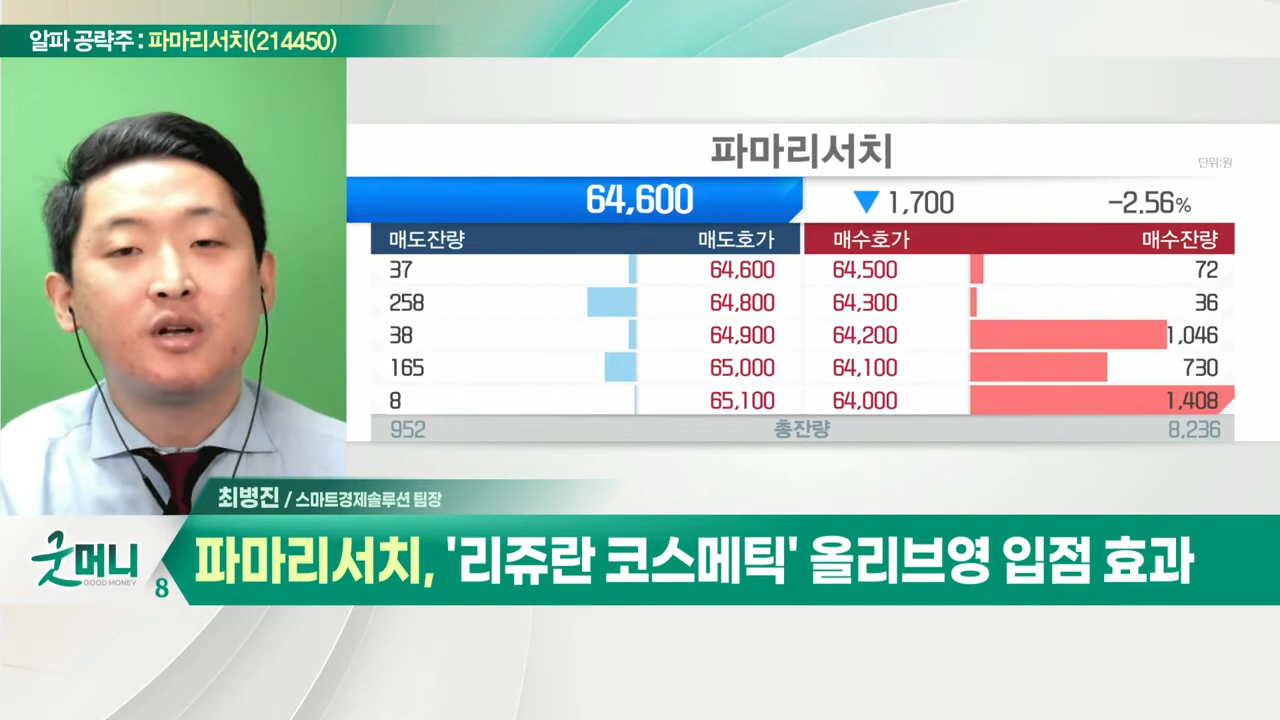 알파 공략주 : 파마리서치(214450)
파마리서치
단위:원
64,600 ▼ 1,700 -2.56%
매도잔량 매도호가 매수호가 매수잔량
37 64,600 64,500 72
258 64,800 64,300 36
38 64,900 64,200 1,046
165 65,000 64,100 730
8 65,100 64,000 1,408
952 총잔량 8,236
최병진 / 스마트경제솔루션 팀장
굿머니
GOOD MONEY
8
파마리서치, '리쥬란 코스메틱' 올리브영 입점 효과